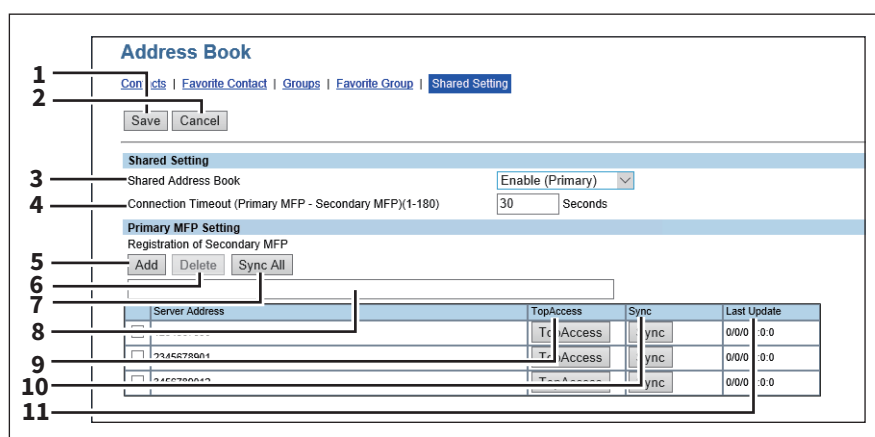 Address Book
Contacts | Favorite Contact | Groups | Favorite Group | Shared Setting
1
2
Save Cancel
Shared Setting
3 Shared Address Book Enable (Primary)
4 Connection Timeout (Primary MFP - Secondary MFP)(1-180) 30 Seconds
Primary MFP Setting
Registration of Secondary MFP
5 Add Delete Sync All
6
7
Server Address TopAccess Sync Last Update
8 TopAccess Sync 0/0/0 :0:0
9 2345678901 TopAccess Sync 0/0/0 :0:0
10 TopAccess Sync 0/0/0 :0:0
11